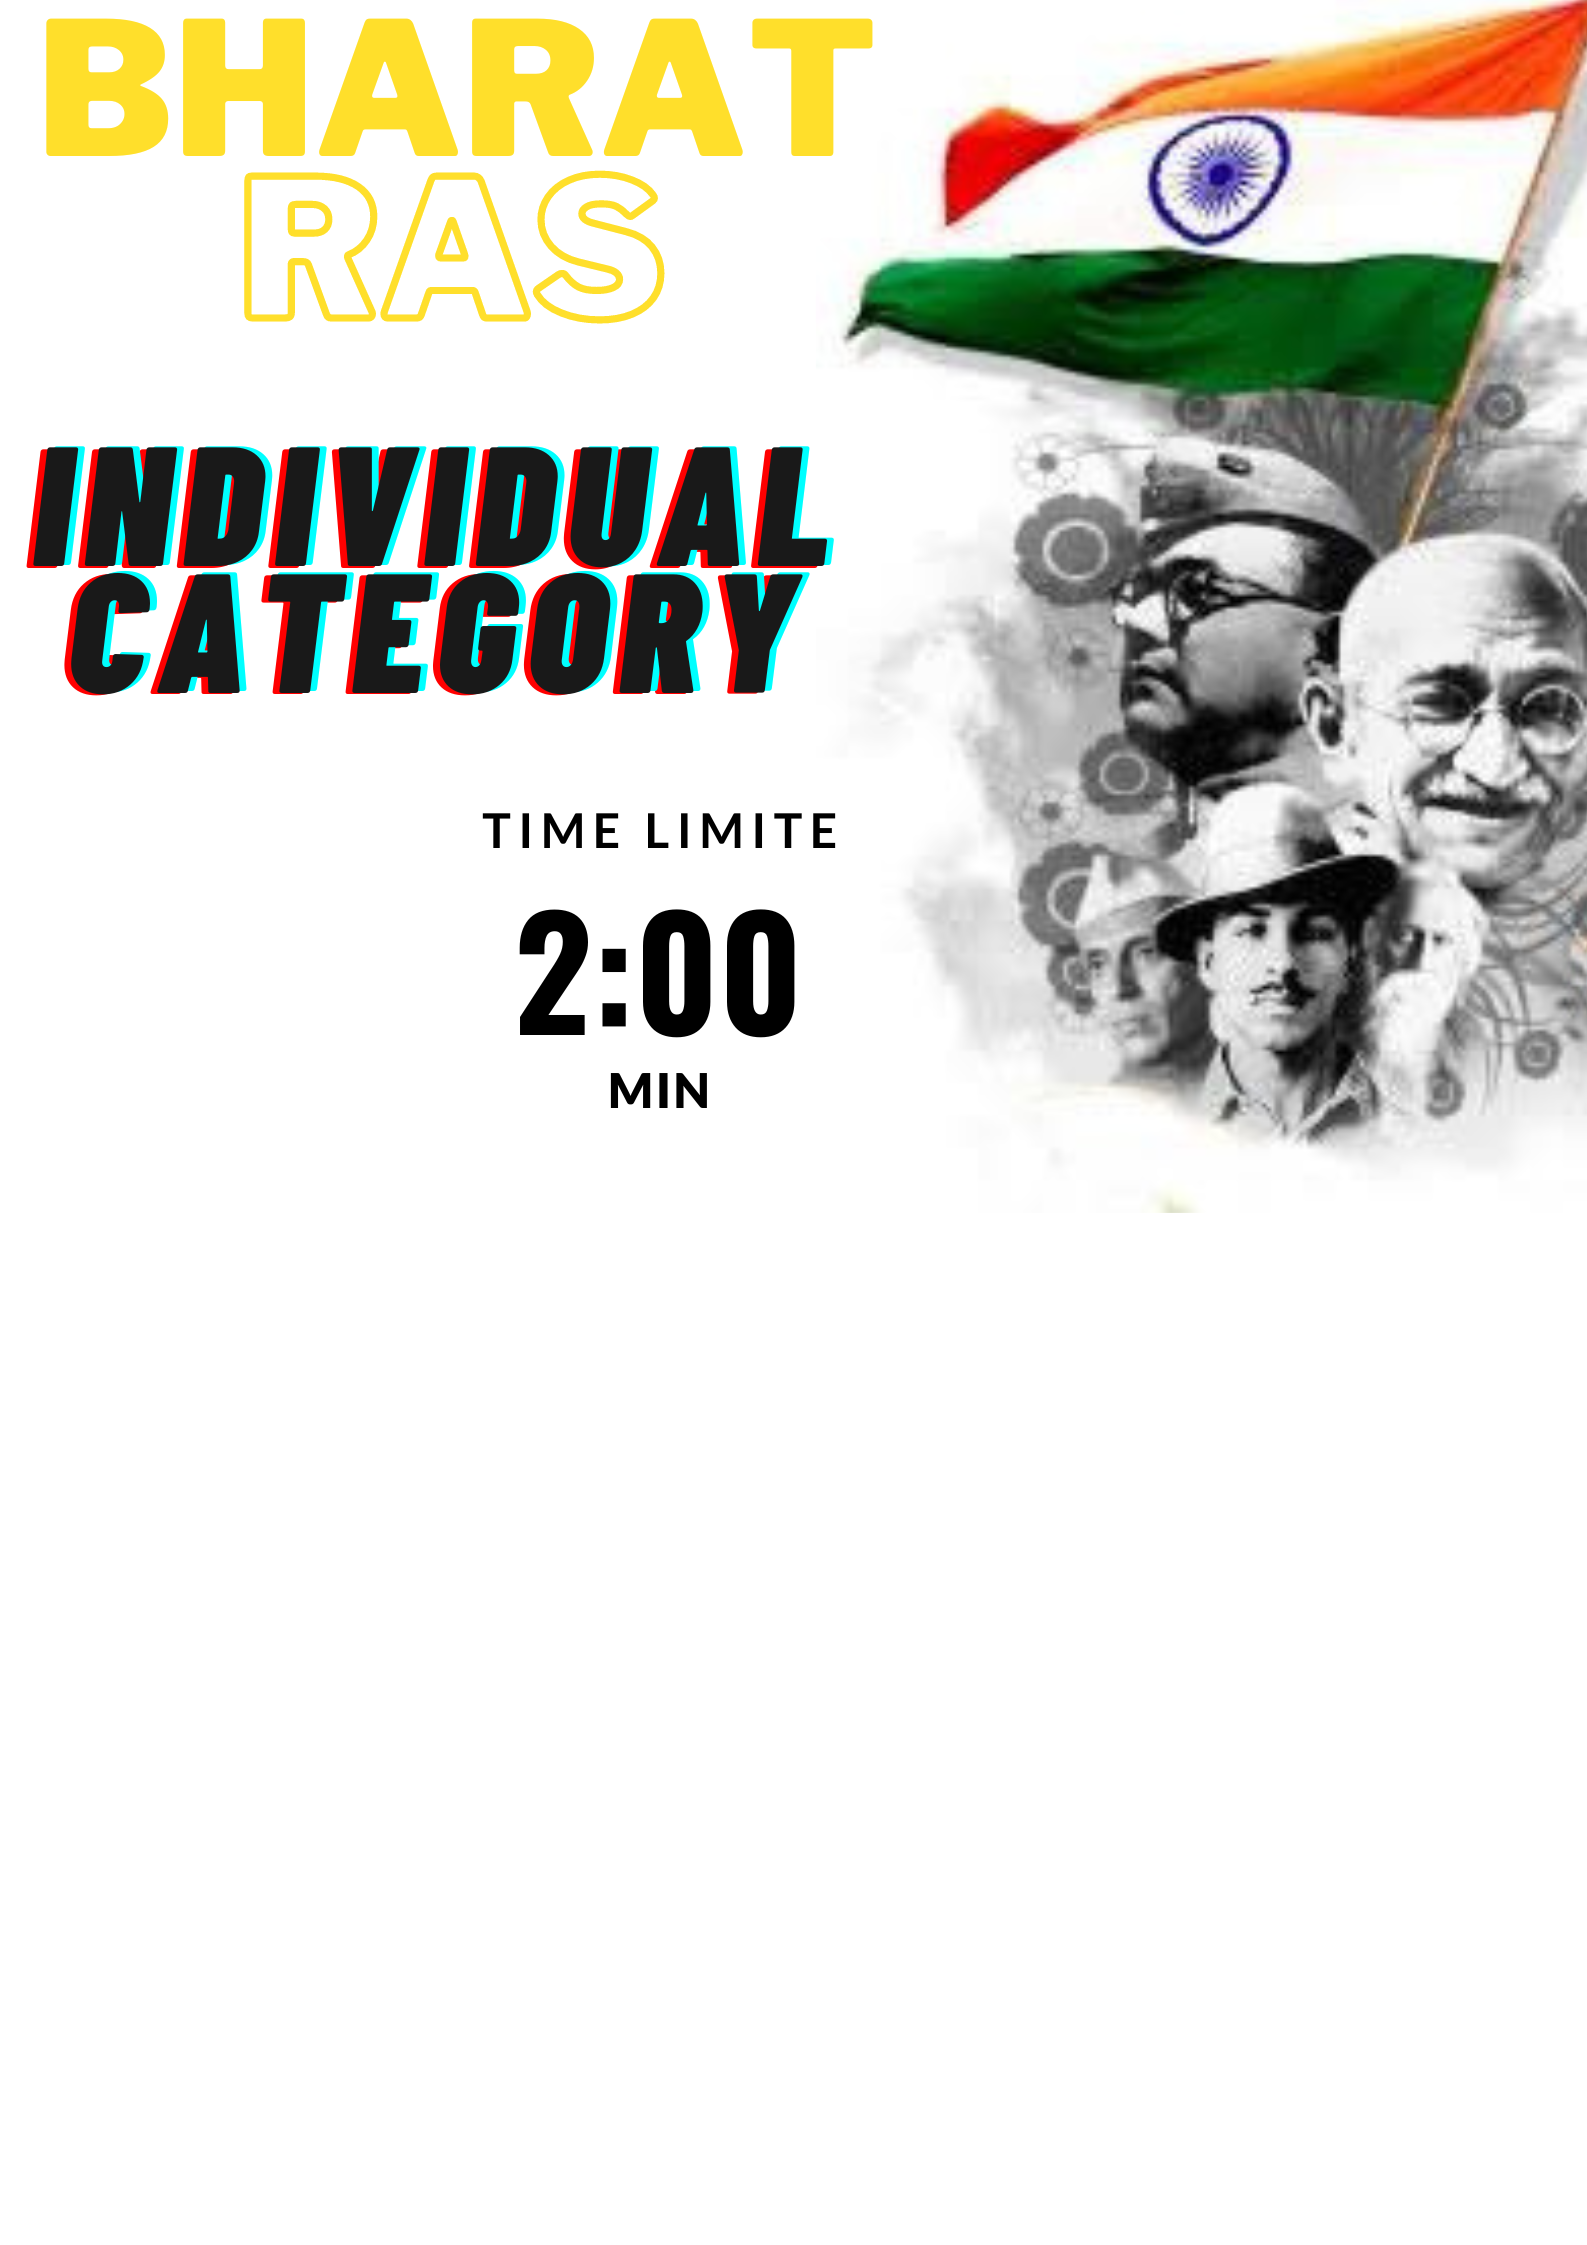 BHARAT
RAS
INDIVIDUAL
CATEGORY
TIME LIMITE
2:00
MIN